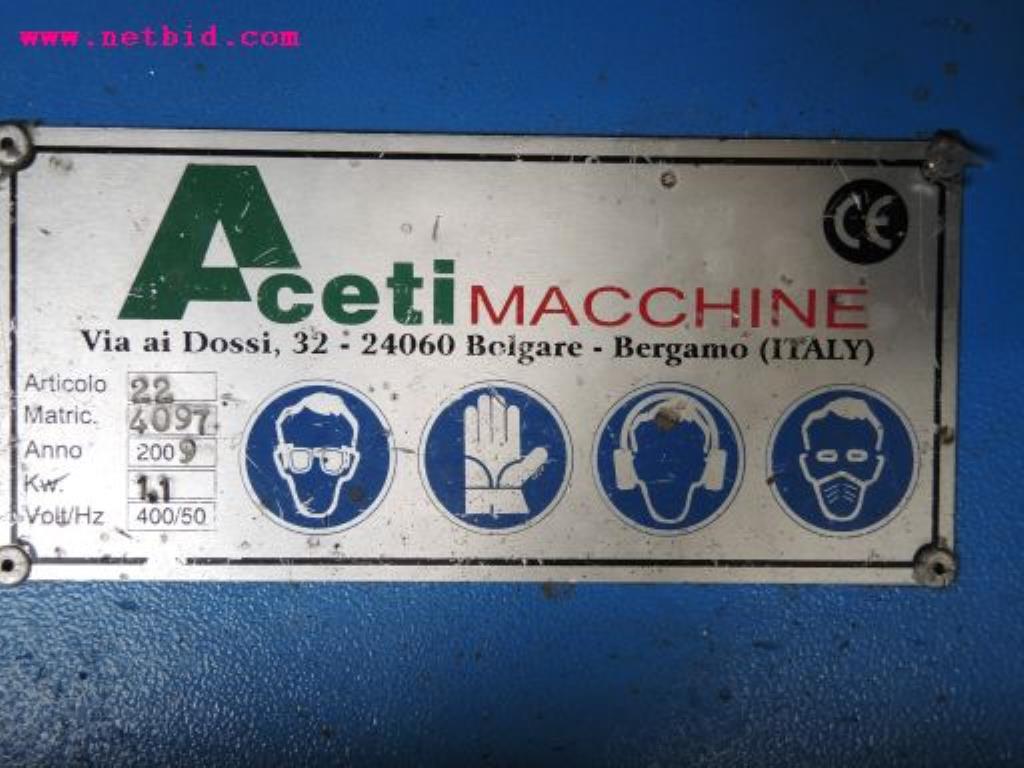 www.netbid.com
Aceti MACCHINE
CE
Via ai Dossi, 32 - 24060 Bolgare - Bergamo (ITALY)
Articolo 22
Matric. 4097
Anno 2009
Kw. 1.1
Volt/Hz 400/50